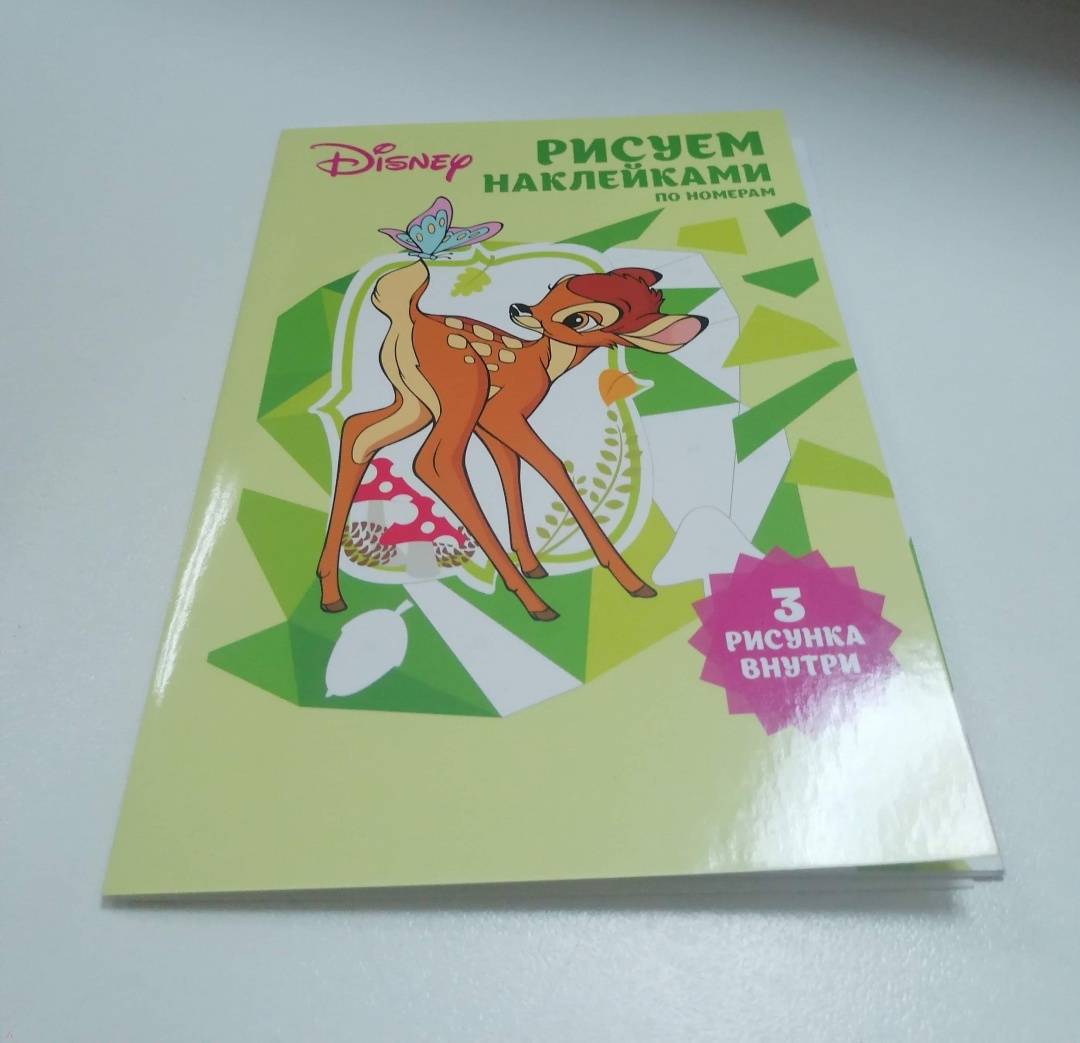 Disney
РИСУЕМ
НАКЛЕЙКАМИ
ПО НОМЕРАМ
3
РИСУНКА
ВНУТРИ